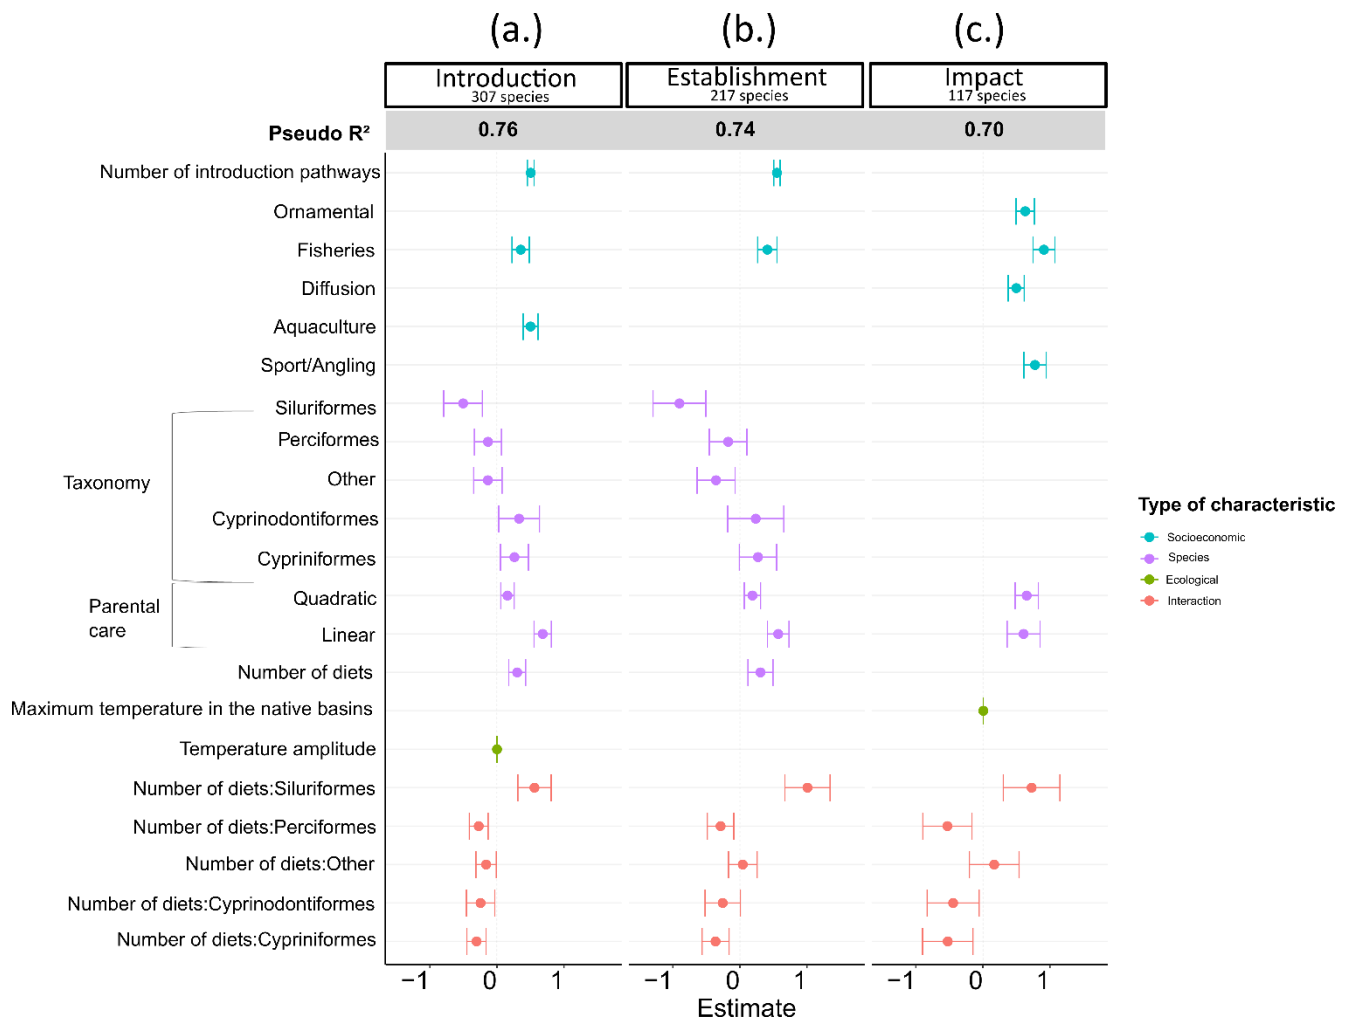 (a.) (b.) (c.)
Introduction Establishment Impact
307 species 217 species 117 species
Pseudo R² 0.76 0.74 0.70
Number of introduction pathways
Ornamental
Fisheries
Diffusion
Aquaculture
Sport/Angling
Siluriformes
Perciformes
Taxonomy
Other
Cyprinodontiformes
Cypriniformes
Parental
care
Quadratic
Linear
Number of diets
Maximum temperature in the native basins
Temperature amplitude
Number of diets:Siluriformes
Number of diets:Perciformes
Number of diets:Other
Number of diets:Cyprinodontiformes
Number of diets:Cypriniformes
−1 0 1 −1 0 1 −1 0 1
Estimate
Type of characteristic
Socioeconomic
Species
Ecological
Interaction